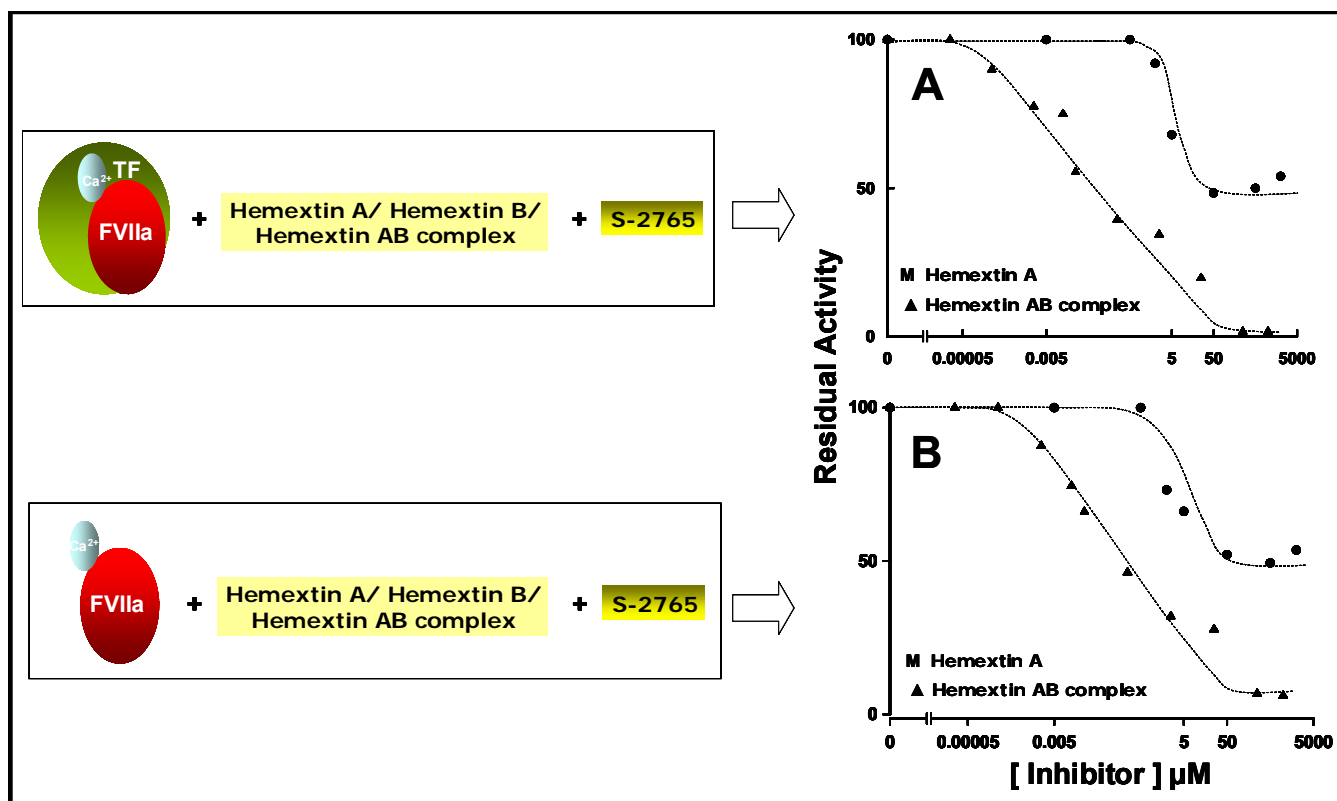 TF
Ca2+
FVIIa
+
Hemextin A/ Hemextin B/
Hemextin AB complex
+
S-2765
Ca2+
FVIIa
+
Hemextin A/ Hemextin B/
Hemextin AB complex
+
S-2765
Residual Activity
100
50
0
A
M Hemextin A
▲ Hemextin AB complex
0 0.00005 0.005 5 50 5000
100
50
0
B
M Hemextin A
▲ Hemextin AB complex
0 0.00005 0.005 5 50 5000
[ Inhibitor ] µM